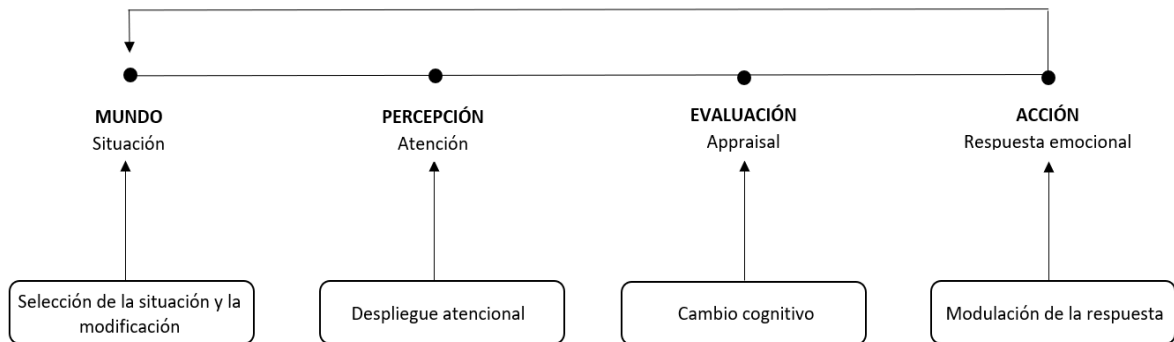 MUNDO
Situación
PERCEPCIÓN
Atención
EVALUACIÓN
Appraisal
ACCIÓN
Respuesta emocional
Selección de la situación y la
modificación
Despliegue atencional
Cambio cognitivo
Modulación de la respuesta